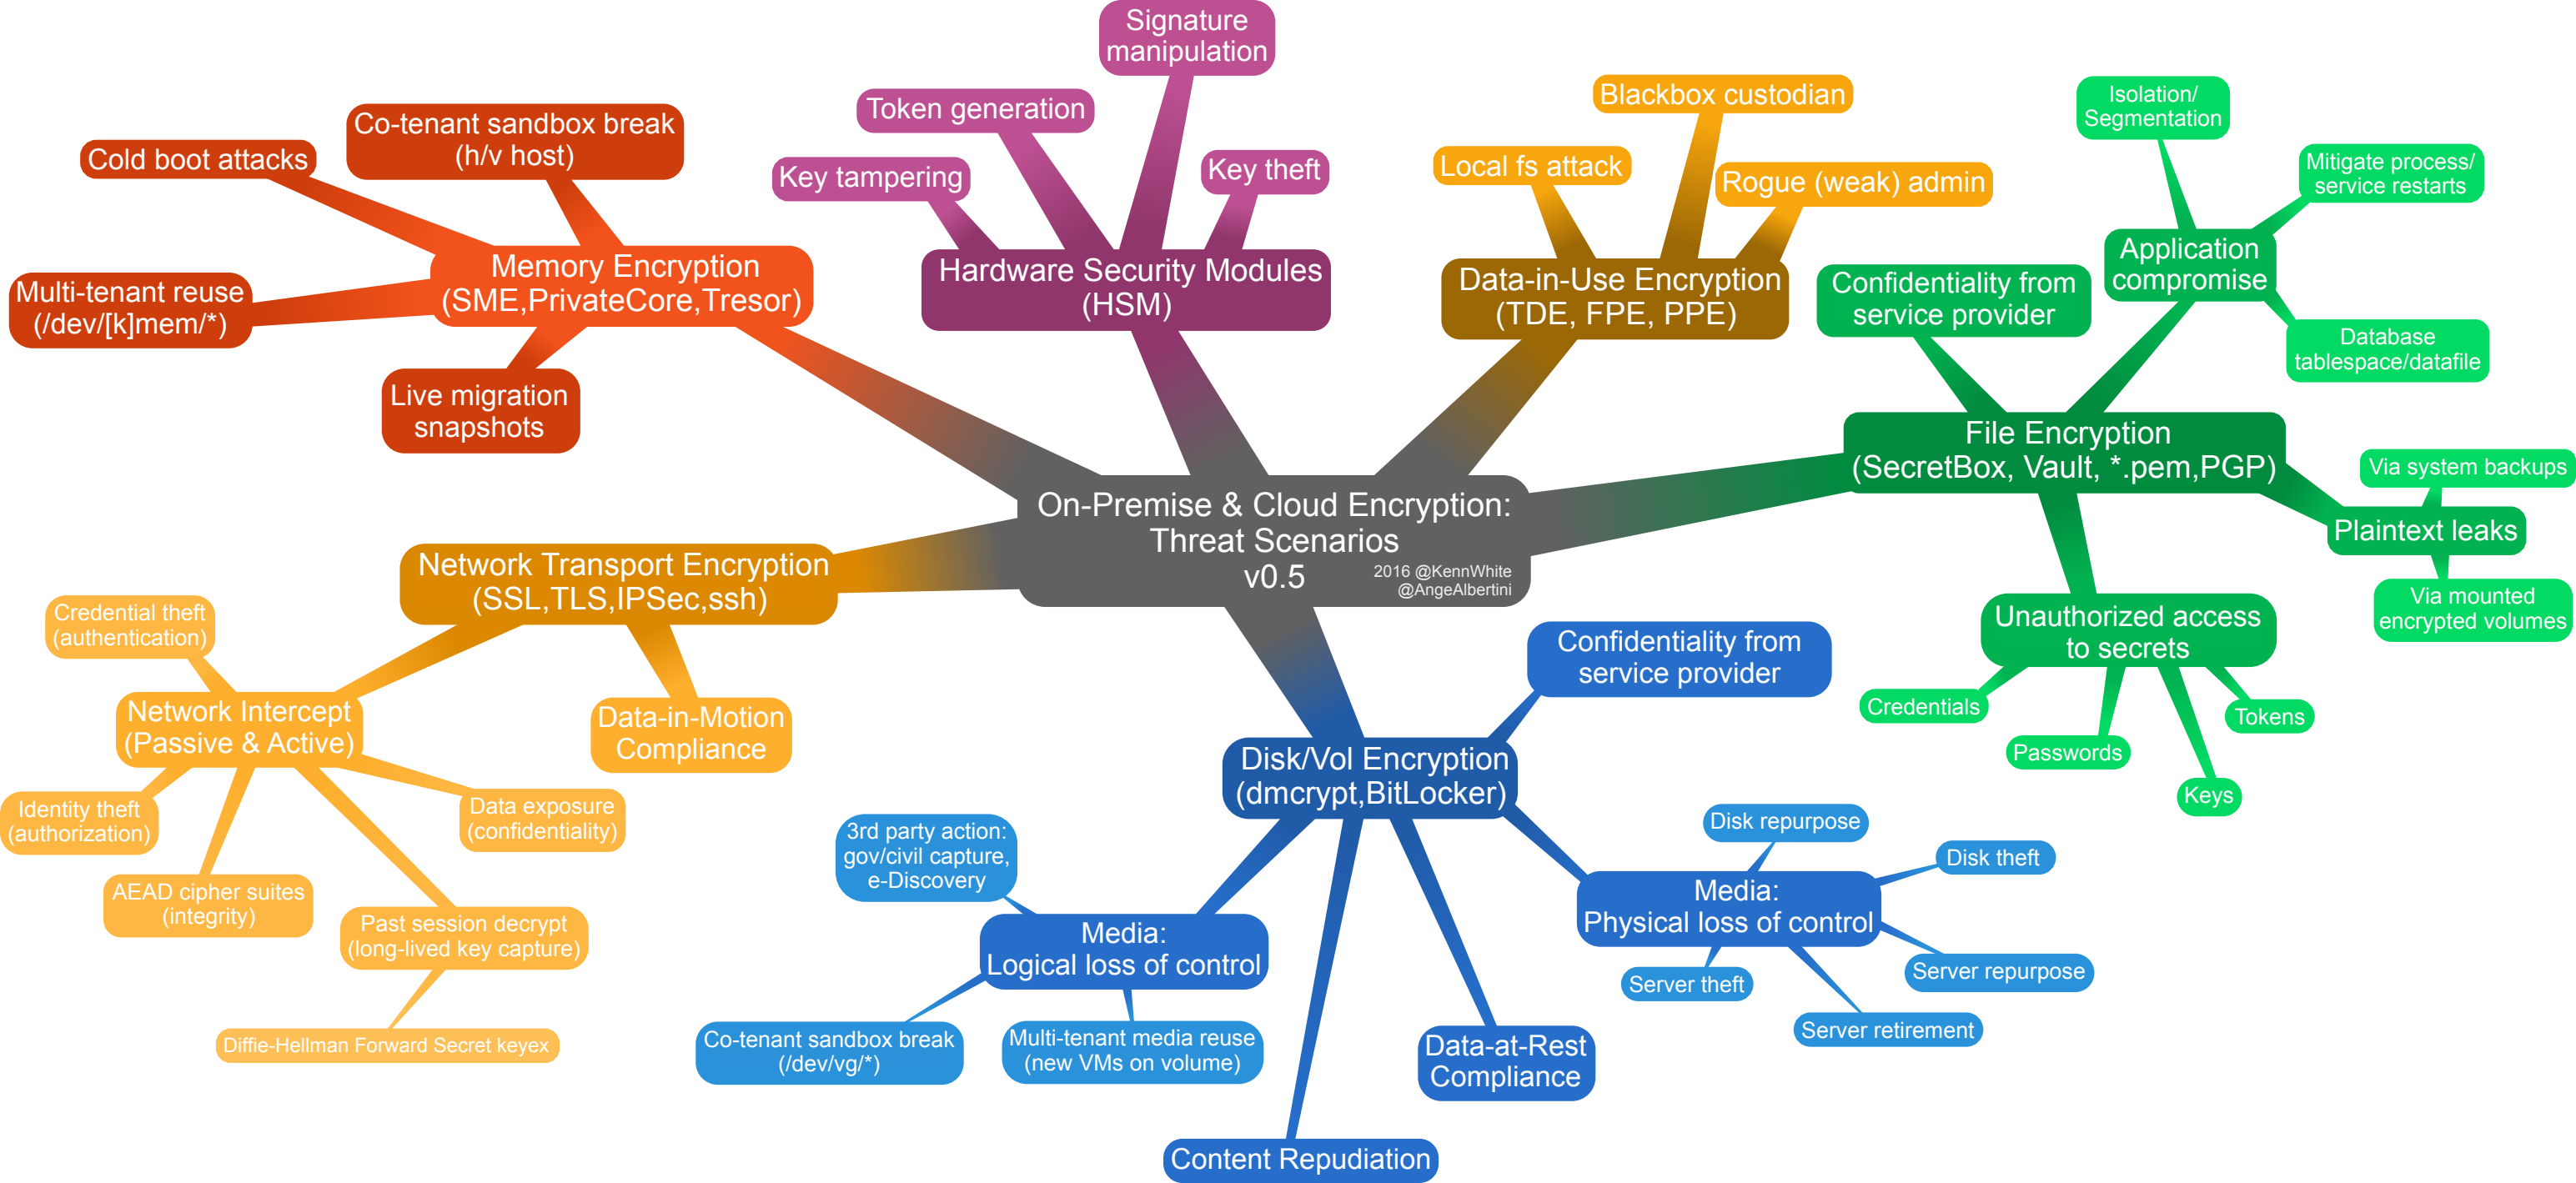 On-Premise & Cloud Encryption:
Threat Scenarios
v0.5
2016 @KennWhite
@AngeAlbertini
Memory Encryption
(SME,PrivateCore,Tresor)
Cold boot attacks
Co-tenant sandbox break
(h/v host)
Multi-tenant reuse
(/dev/[k]mem/*)
Live migration
snapshots
Hardware Security Modules
(HSM)
Key tampering
Token generation
Signature
manipulation
Key theft
Data-in-Use Encryption
(TDE, FPE, PPE)
Local fs attack
Blackbox custodian
Rogue (weak) admin
File Encryption
(SecretBox, Vault, *.pem,PGP)
Confidentiality from
service provider
Application
compromise
Isolation/
Segmentation
Mitigate process/
service restarts
Database
tablespace/datafile
Plaintext leaks
Via system backups
Via mounted
encrypted volumes
Unauthorized access
to secrets
Credentials
Passwords
Keys
Tokens
Network Transport Encryption
(SSL,TLS,IPSec,ssh)
Network Intercept
(Passive & Active)
Credential theft
(authentication)
Identity theft
(authorization)
AEAD cipher suites
(integrity)
Past session decrypt
(long-lived key capture)
Diffie-Hellman Forward Secret keyex
Data exposure
(confidentiality)
Data-in-Motion
Compliance
Disk/Vol Encryption
(dmcrypt,BitLocker)
Confidentiality from
service provider
Media:
Logical loss of control
3rd party action:
gov/civil capture,
e-Discovery
Co-tenant sandbox break
(/dev/vg/*)
Multi-tenant media reuse
(new VMs on volume)
Content Repudiation
Data-at-Rest
Compliance
Media:
Physical loss of control
Disk repurpose
Disk theft
Server repurpose
Server retirement
Server theft